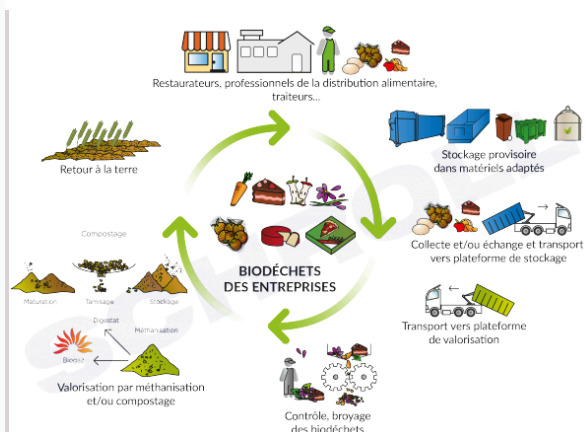 Restaurateurs, professionnels de la distribution alimentaire,
traiteurs...
Stockage provisoire
dans matériels adaptés
Collecte et/ou échange et transport
vers plateforme de stockage
Transport vers plateforme
de valorisation
Contrôle, broyage
des biodéchets
Valorisation par méthanisation
et/ou compostage
Compostage
Maturation
Tamisage
Stockage
Digestat
Méthanisation
Biogaz
Retour à la terre
BIODÉCHETS
DES ENTREPRISES
SCHROLL